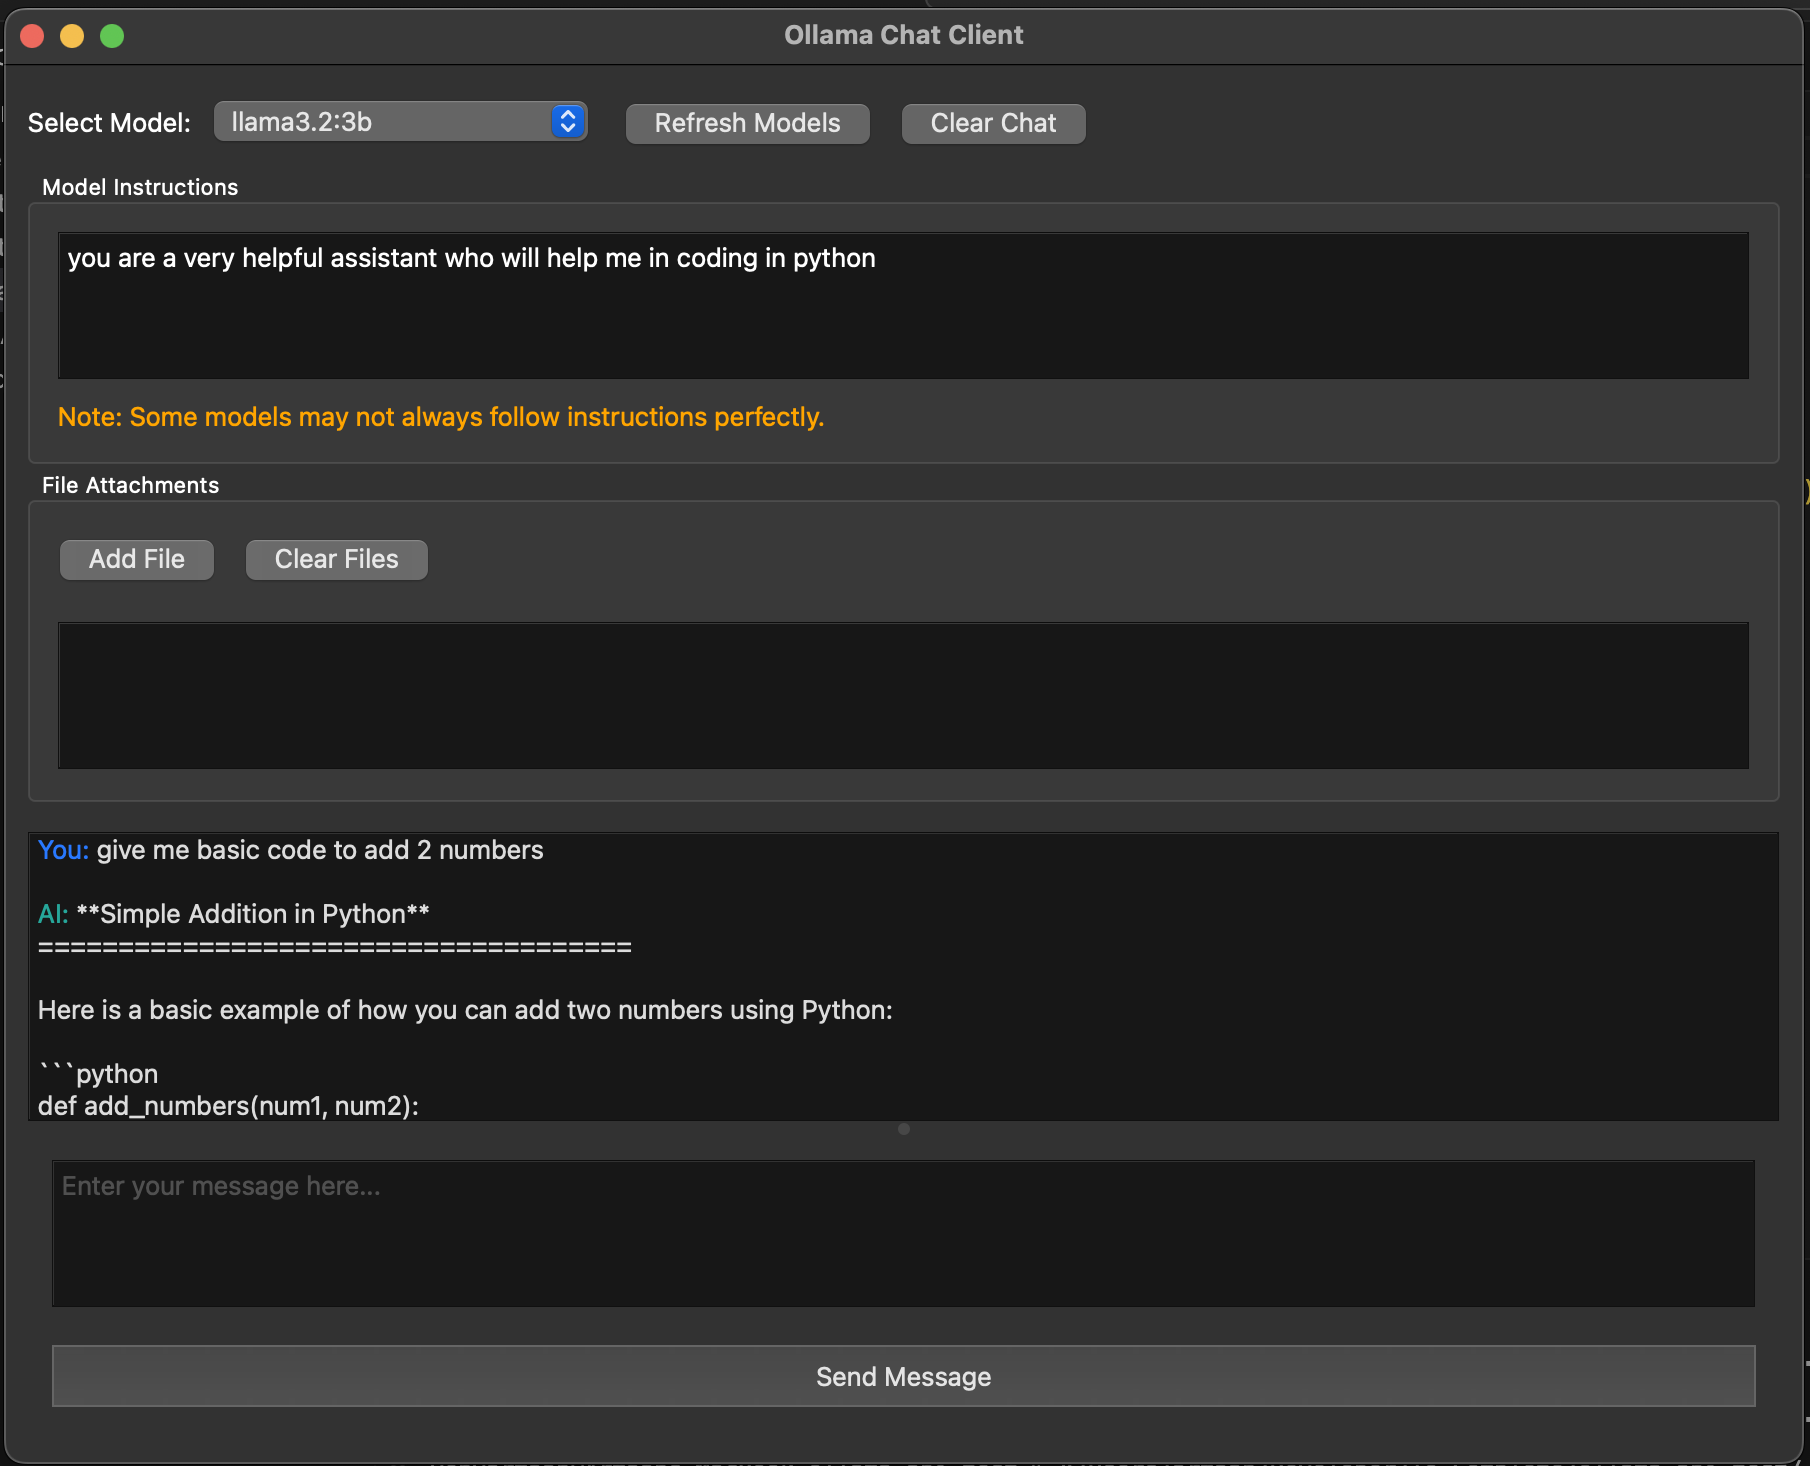 Ollama Chat Client
Select Model: llama3.2:3b Refresh Models Clear Chat
Model Instructions
you are a very helpful assistant who will help me in coding in python
Note: Some models may not always follow instructions perfectly.
File Attachments
Add File Clear Files
You: give me basic code to add 2 numbers
AI: **Simple Addition in Python**
=====================================
Here is a basic example of how you can add two numbers using Python:
```python
def add_numbers(num1, num2):
Enter your message here...
Send Message